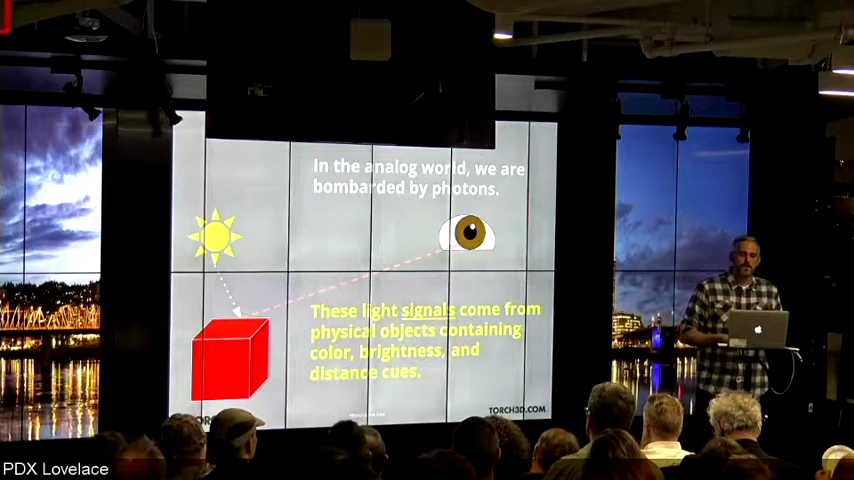 In the analog world, we are
bombarded by photons.
These light signals come from
physical objects containing
color, brightness, and
distance cues.
TORCH3D.COM
PDX Lovelace